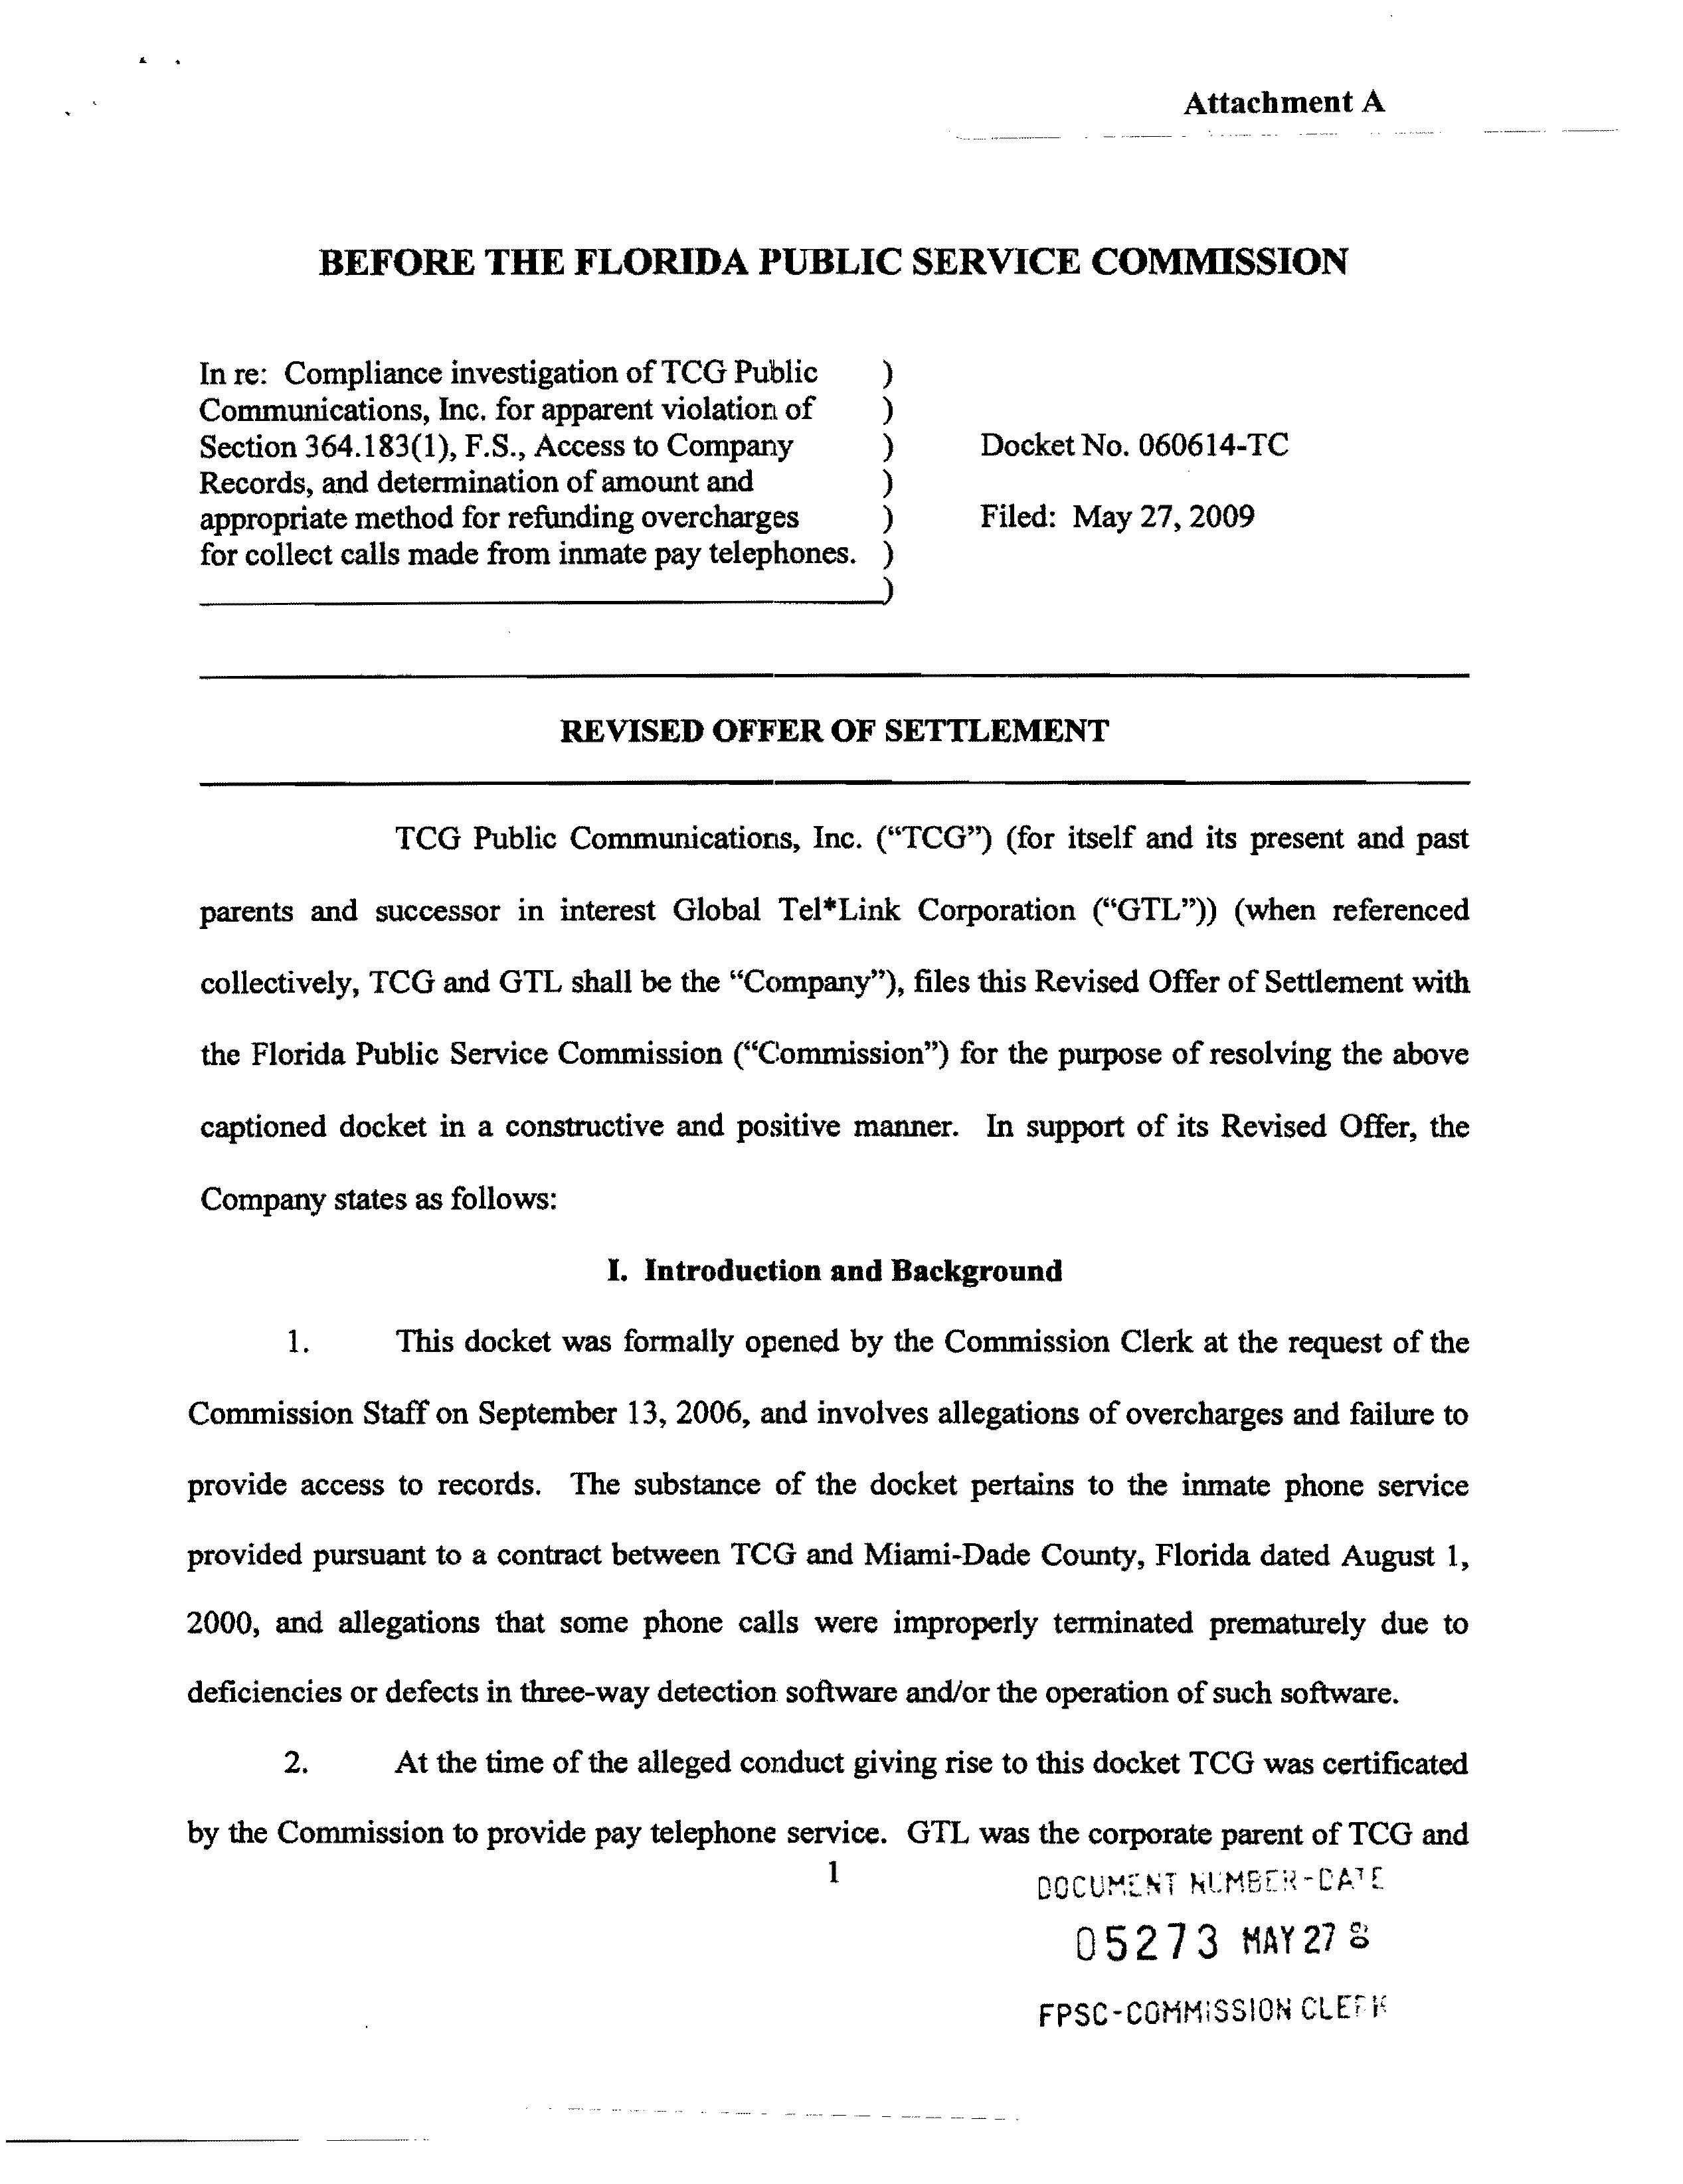 Attachment A
BEFORE THE FLORIDA PUBLIC SERVICE COMMISSION
In re: Compliance investigation of TCG Public )
Communications, Inc. for apparent violation of )
Section 364.183(1), F.S., Access to Company ) Docket No. 060614-TC
Records, and determination of amount and )
appropriate method for refunding overcharges ) Filed: May 27, 2009
for collect calls made from inmate pay telephones. )
)
REVISED OFFER OF SETTLEMENT
TCG Public Communications, Inc. (“TCG”) (for itself and its present and past
parents and successor in interest Global Tel*Link Corporation (“GTL”)) (when referenced
collectively, TCG and GTL shall be the “Company”), files this Revised Offer of Settlement with
the Florida Public Service Commission (“Commission”) for the purpose of resolving the above
captioned docket in a constructive and positive manner. In support of its Revised Offer, the
Company states as follows:
I. Introduction and Background
1. This docket was formally opened by the Commission Clerk at the request of the
Commission Staff on September 13, 2006, and involves allegations of overcharges and failure to
provide access to records. The substance of the docket pertains to the inmate phone service
provided pursuant to a contract between TCG and Miami-Dade County, Florida dated August 1,
2000, and allegations that some phone calls were improperly terminated prematurely due to
deficiencies or defects in three-way detection software and/or the operation of such software.
2. At the time of the alleged conduct giving rise to this docket TCG was certificated
by the Commission to provide pay telephone service. GTL was the corporate parent of TCG and
1
DOCUMENT NUMBER-DATE
05273 MAY 27
FPSC-COMMISSION CLERK